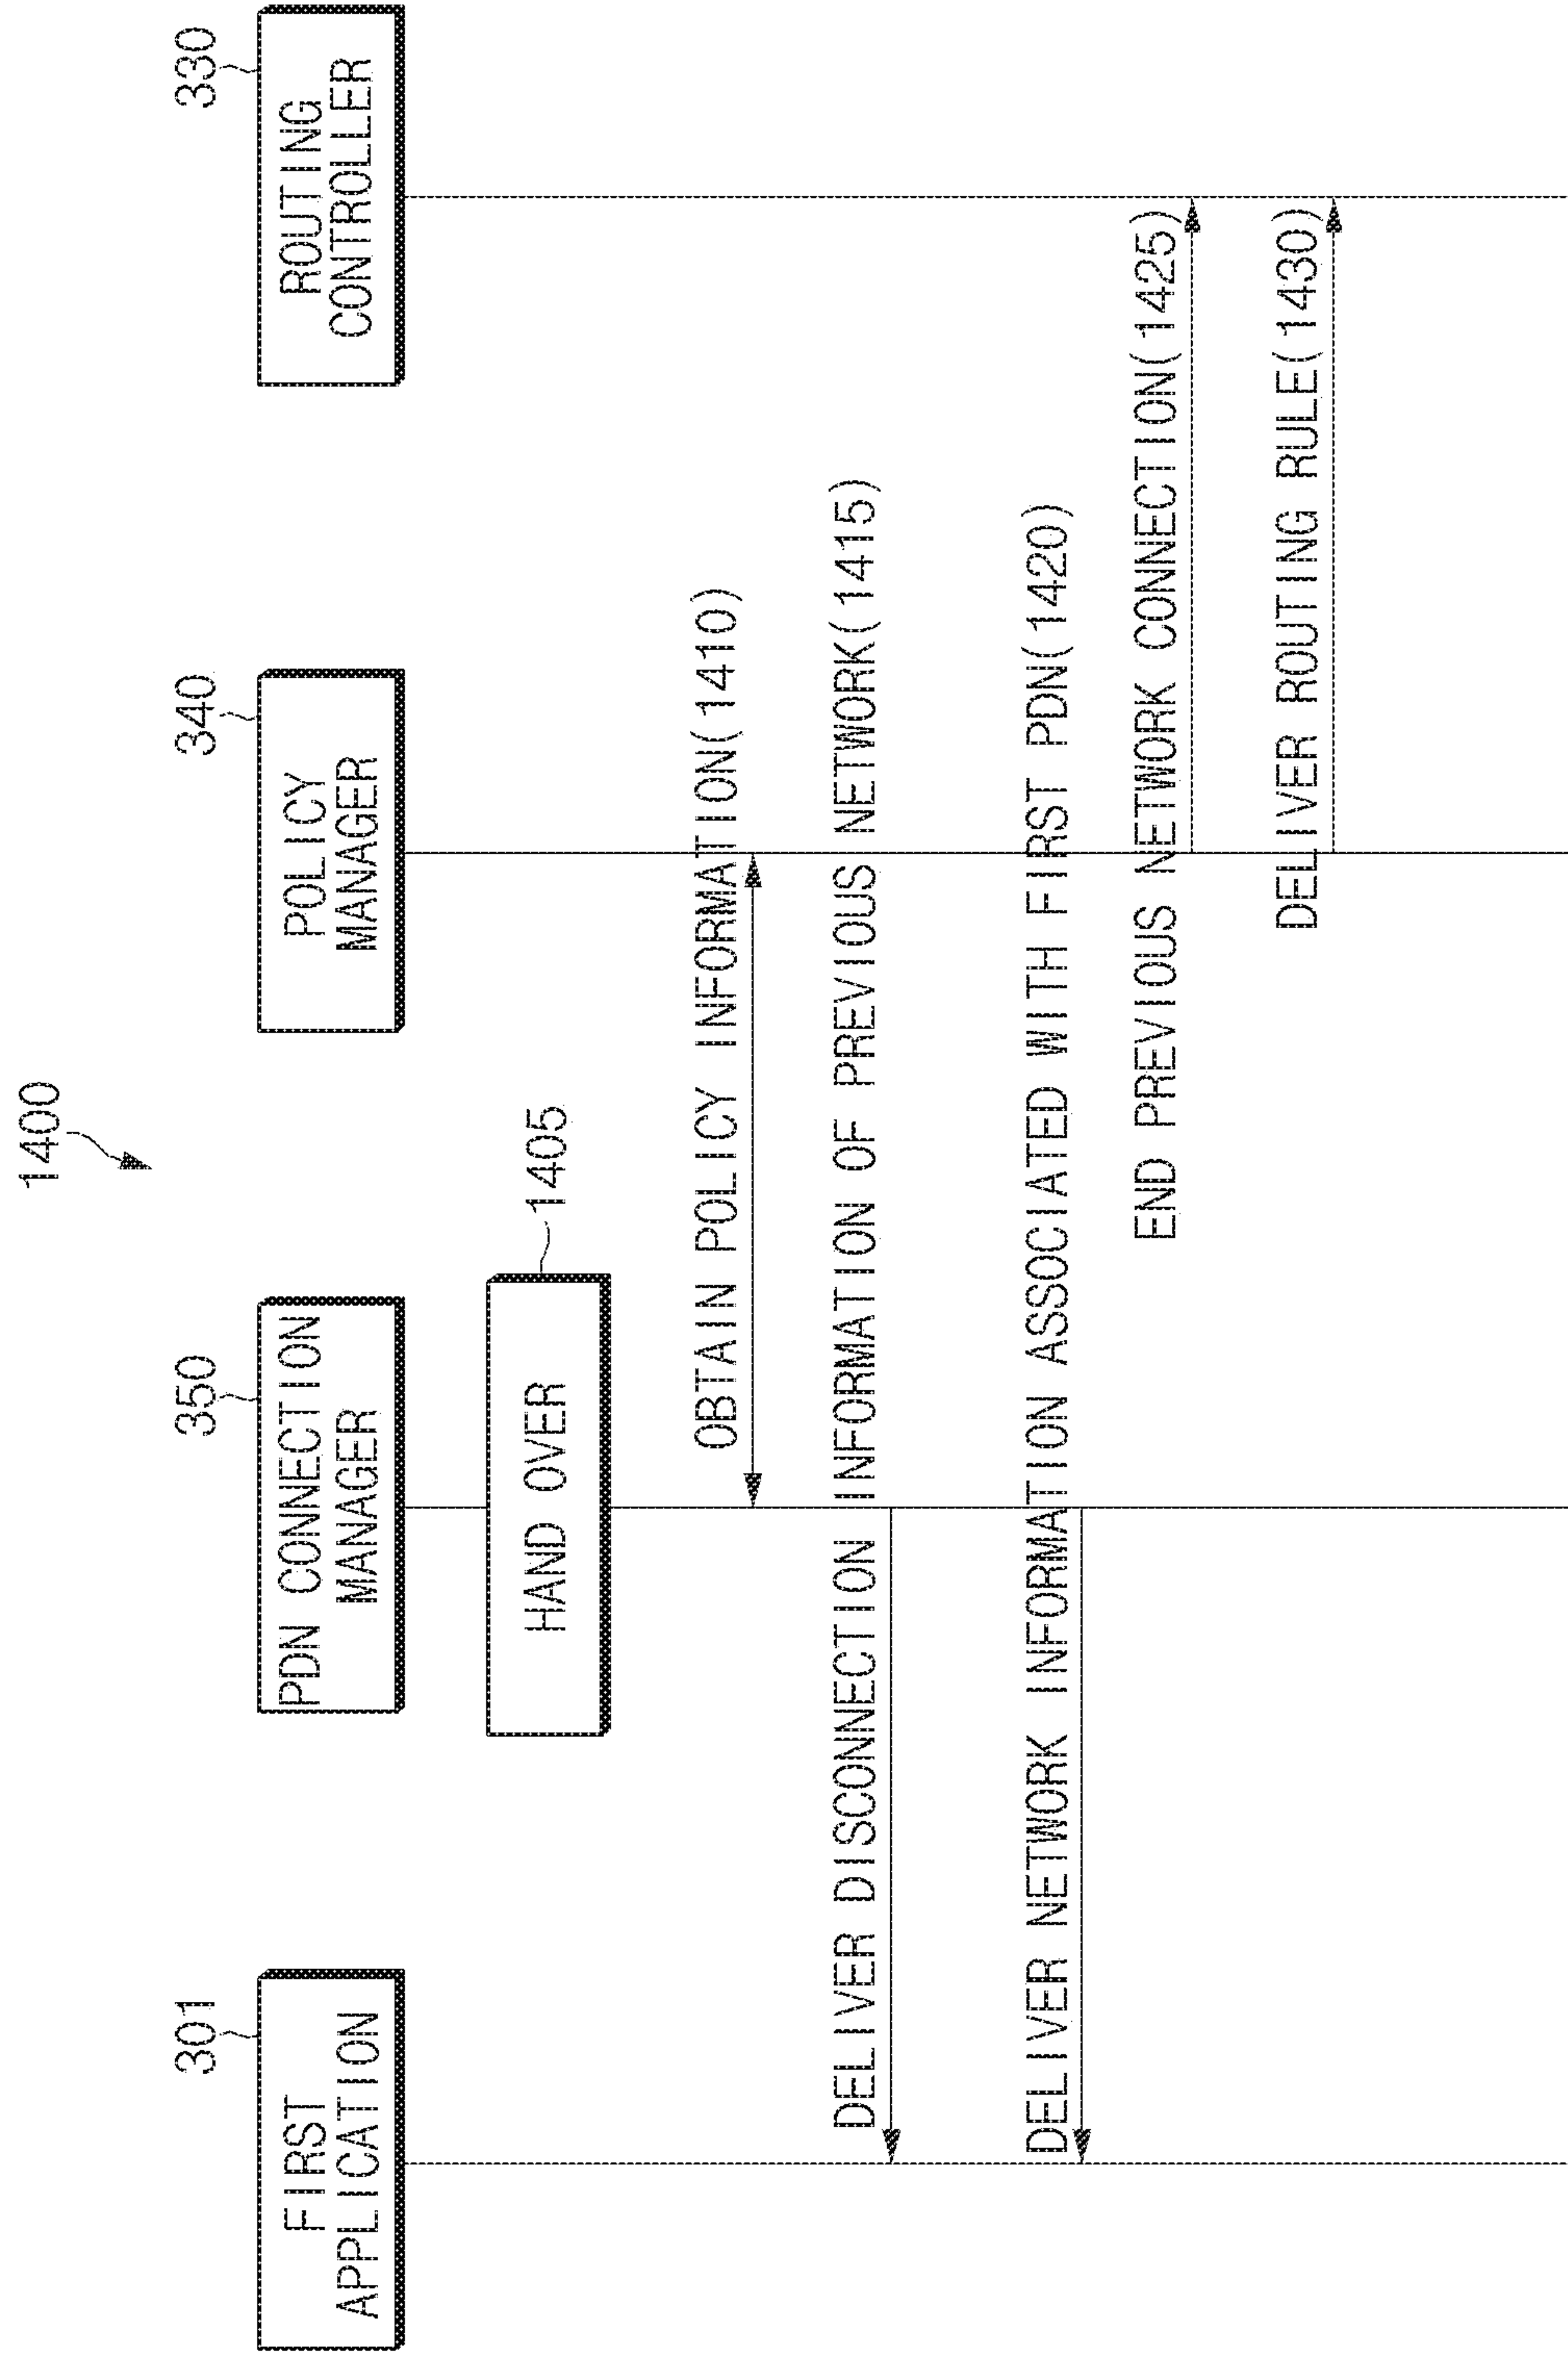 1400
301
FIRST
APPLICATION
350
PDN CONNECTION
MANAGER
340
POLICY
MANAGER
330
ROUTING
CONTROLLER
HAND OVER
1405
OBTAIN POLICY INFORMATION(1410)
DELIVER DISCONNECTION INFORMATION OF PREVIOUS NETWORK(1415)
DELIVER NETWORK INFORMATION ASSOCIATED WITH FIRST PDN(1420)
END PREVIOUS NETWORK CONNECTION(1425)
DELIVER ROUTING RULE(1430)